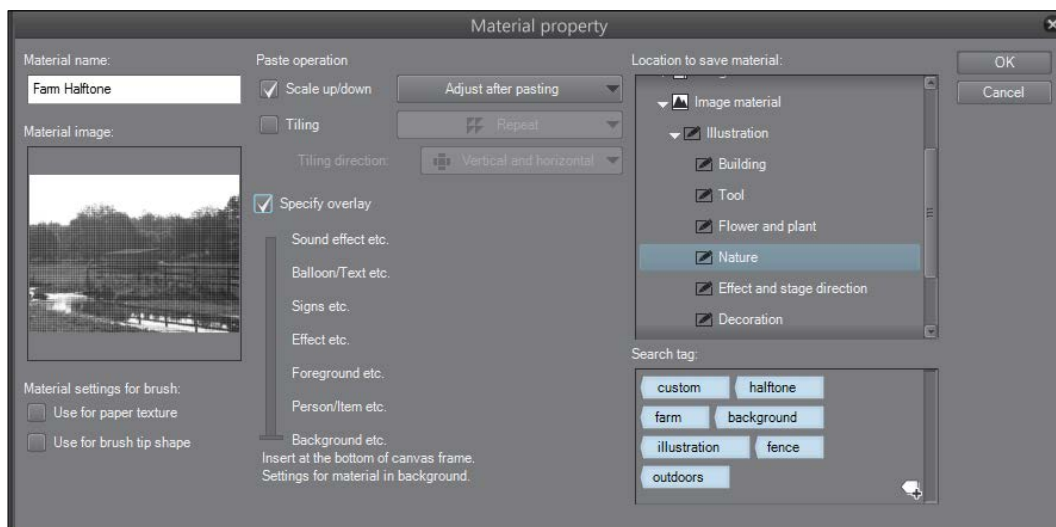 Material property
Material name:
Farm Halftone
Material image:
Material settings for brush:
Use for paper texture
Use for brush tip shape
Paste operation
Scale up/down
Adjust after pasting
Tiling
Repeat
Tiling direction:
Vertical and horizontal
Specify overlay
Sound effect etc.
Balloon/Text etc.
Signs etc.
Effect etc.
Foreground etc.
Person/Item etc.
Background etc.
Insert at the bottom of canvas frame.
Settings for material in background.
Location to save material:
Image material
Illustration
Building
Tool
Flower and plant
Nature
Effect and stage direction
Decoration
Search tag:
custom halftone
farm background
illustration fence
outdoors
OK
Cancel